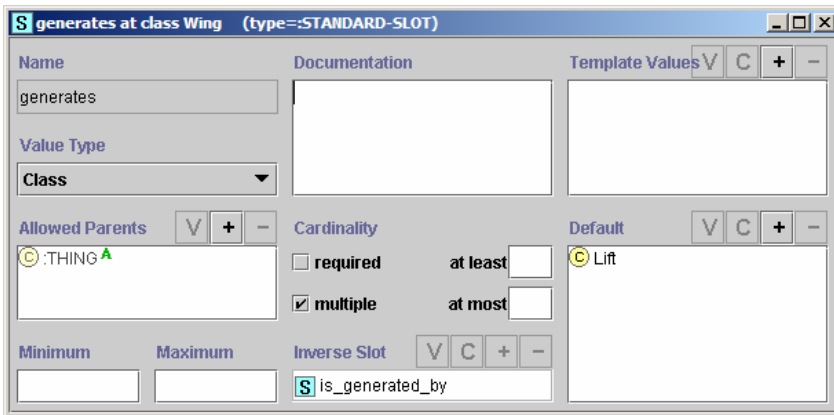 S generates at class Wing (type=:STANDARD-SLOT)
Name
generates
Value Type
Class
Documentation
Template Values V C + −
Allowed Parents V + −
C :THING A
Cardinality
required at least
multiple at most
Default V C + −
C Lift
Minimum Maximum
Inverse Slot V C + −
S is_generated_by